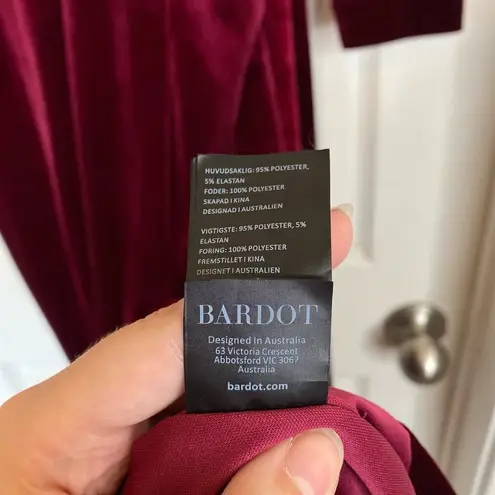 HUVUDSAKLIG: 95% POLYESTER,
5% ELASTAN
FODER: 100% POLYESTER
SKAPAD I KINA
DESIGNAD I AUSTRALIEN
VIGTIGSTE: 95% POLYESTER, 5%
ELASTAN
FORING: 100% POLYESTER
FREMSTILLET I KINA
DESIGNET I AUSTRALIEN
BARDOT
Designed In Australia
63 Victoria Crescent
Abbotsford VIC 3067
Australia
bardot.com